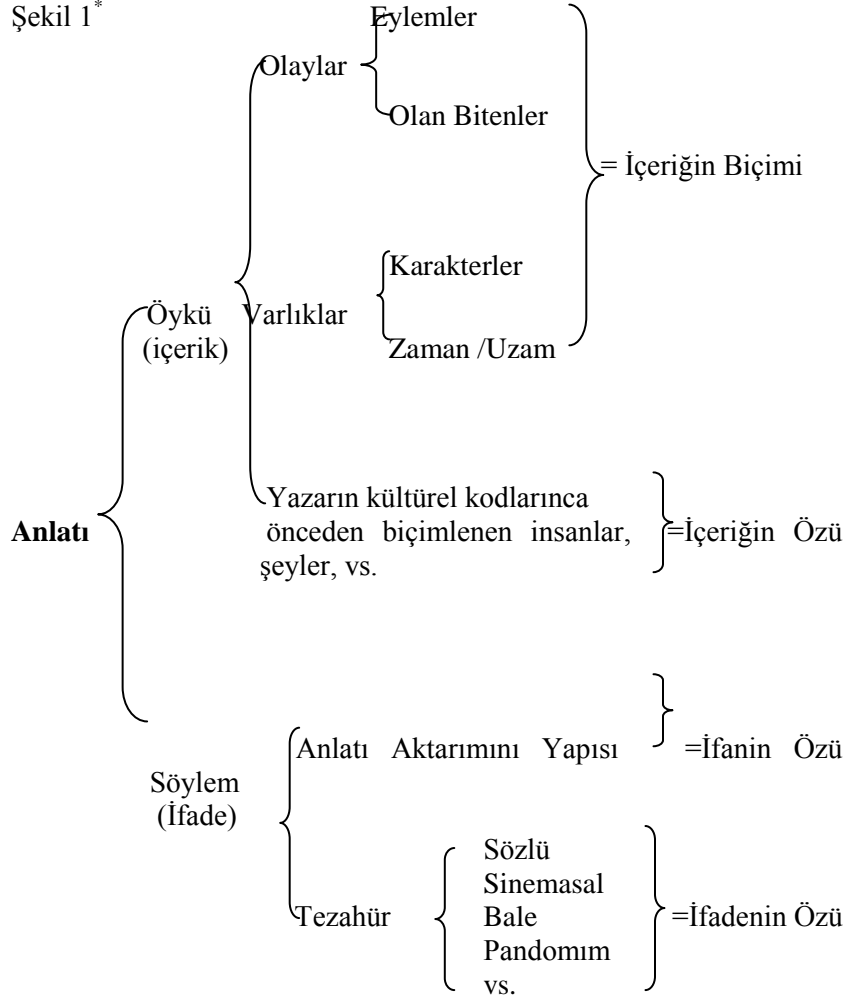 Şekil 1*
Eylemler
Olaylar
Olan Bitenler
= İçeriğin Biçimi
Karakterler
Öykü Varlıklar
(içerik)
Zaman /Uzam
Yazarın kültürel kodlarınca
Anlatı önceden biçimlenen insanlar, =İçeriğin Özü
şeyler, vs.
Anlatı Aktarımını Yapısı =İfanin Özü
Söylem
(İfade)
Sözlü
Sinemasal
Tezahür Bale =İfadenin Özü
Pandomım
vs.